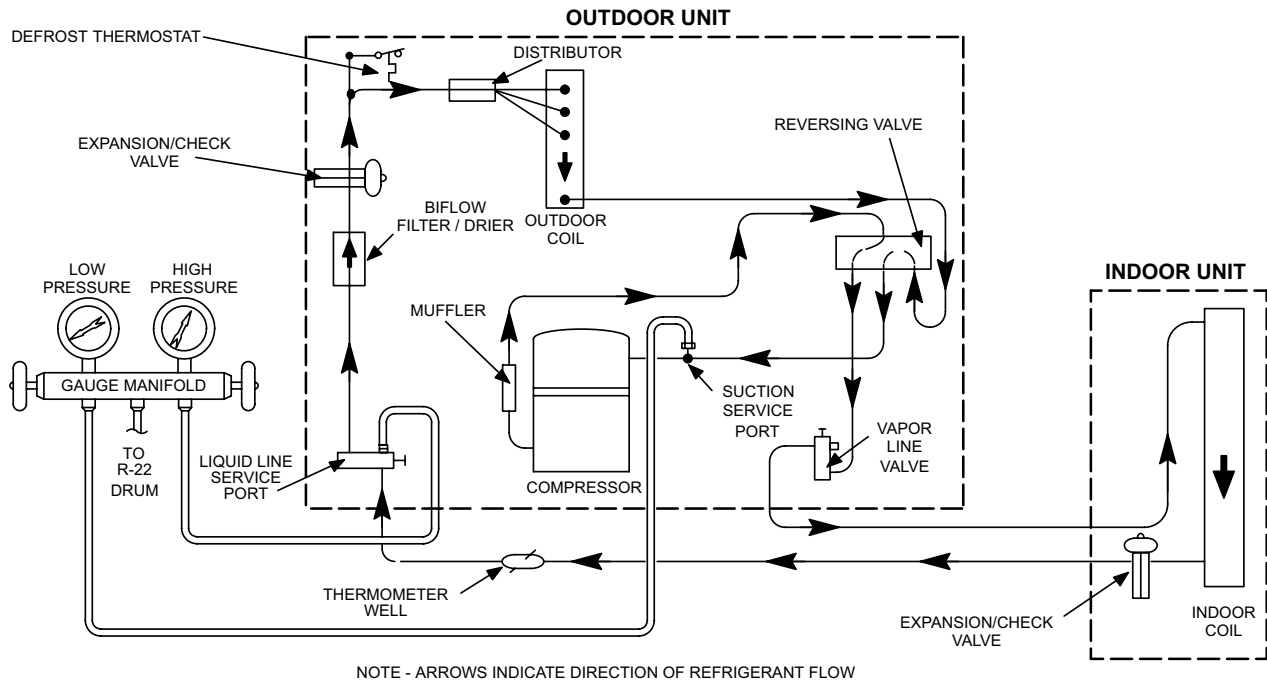 OUTDOOR UNIT
DEFROST THERMOSTAT
DISTRIBUTOR
EXPANSION/CHECK
VALVE
REVERSING VALVE
BIFLOW
FILTER / DRIER
OUTDOOR
COIL
LOW
PRESSURE
HIGH
PRESSURE
INDOOR UNIT
MUFFLER
GAUGE MANIFOLD
SUCTION
SERVICE
PORT
TO
R-22
DRUM
LIQUID LINE
SERVICE
PORT
COMPRESSOR
VAPOR
LINE
VALVE
THERMOMETER
WELL
EXPANSION/CHECK
VALVE
INDOOR
COIL
NOTE - ARROWS INDICATE DIRECTION OF REFRIGERANT FLOW